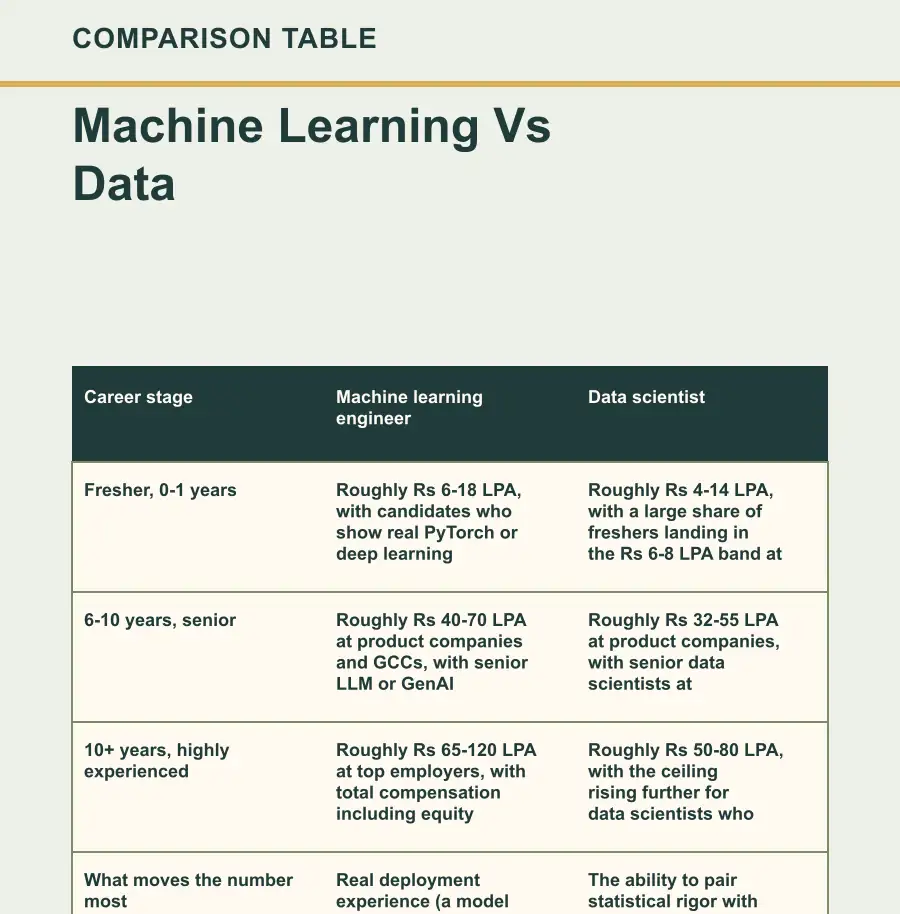 COMPARISON TABLE
Machine Learning Vs
Data
Career stage
Machine learning
engineer
Data scientist
Fresher, 0-1 years
Roughly Rs 6-18 LPA,
with candidates who
show real PyTorch or
deep learning
Roughly Rs 4-14 LPA,
with a large share of
freshers landing in
the Rs 6-8 LPA band at
6-10 years, senior
Roughly Rs 40-70 LPA
at product companies
and GCCs, with senior
LLM or GenAI
Roughly Rs 32-55 LPA
at product companies,
with senior data
scientists at
10+ years, highly
experienced
Roughly Rs 65-120 LPA
at top employers, with
total compensation
including equity
Roughly Rs 50-80 LPA,
with the ceiling
rising further for
data scientists who
What moves the number
most
Real deployment
experience (a model
The ability to pair
statistical rigor with